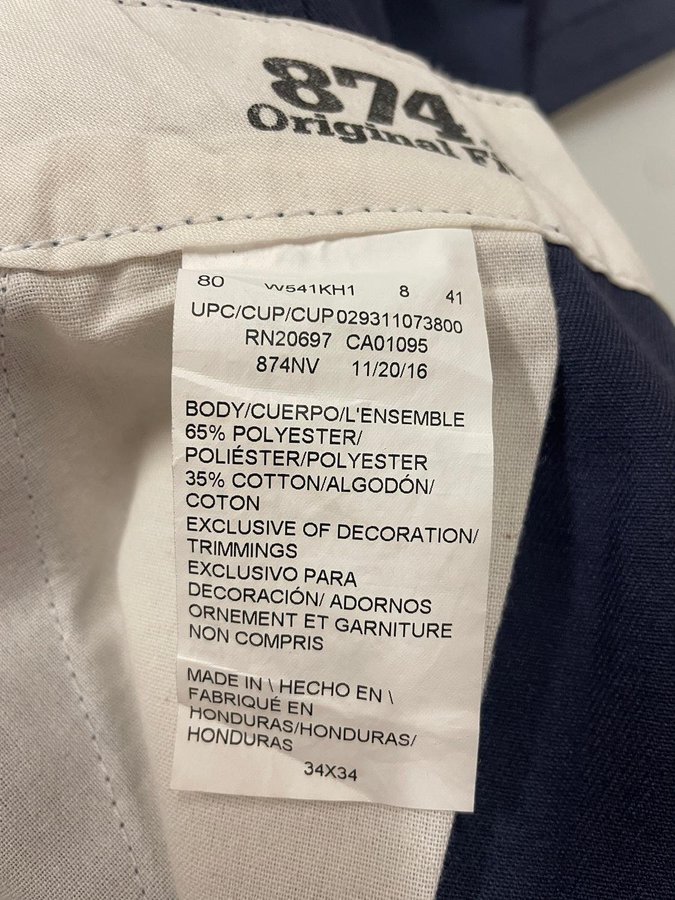 874
Original Fit
80 W541KH1 8 41
UPC/CUP/CUP 029311073800
RN20697 CA01095
874NV 11/20/16
BODY/CUERPO/L'ENSEMBLE
65% POLYESTER/
POLIÉSTER/POLYESTER
35% COTTON/ALGODÓN/
COTON
EXCLUSIVE OF DECORATION/
TRIMMINGS
EXCLUSIVO PARA
DECORACIÓN/ ADORNOS
ORNEMENT ET GARNITURE
NON COMPRIS
MADE IN \ HECHO EN \
FABRIQUÉ EN
HONDURAS/HONDURAS/
HONDURAS
34X34